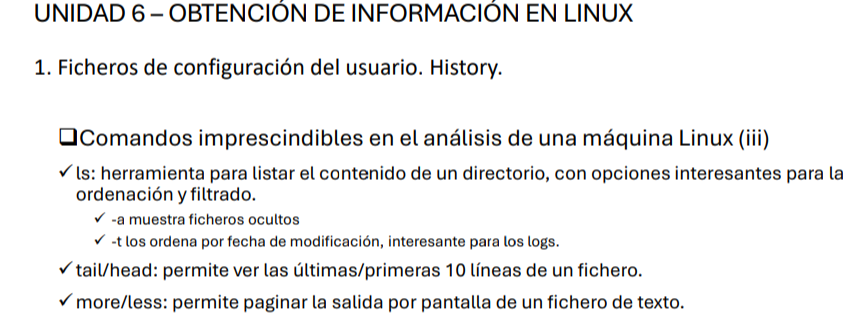 UNIDAD 6 – OBTENCIÓN DE INFORMACIÓN EN LINUX
1. Ficheros de configuración del usuario. History.
❑Comandos imprescindibles en el análisis de una máquina Linux (iii)
✓ls: herramienta para listar el contenido de un directorio, con opciones interesantes para la
ordenación y filtrado.
✓ -a muestra ficheros ocultos
✓ -t los ordena por fecha de modificación, interesante para los logs.
✓tail/head: permite ver las últimas/primeras 10 líneas de un fichero.
✓more/less: permite paginar la salida por pantalla de un fichero de texto.